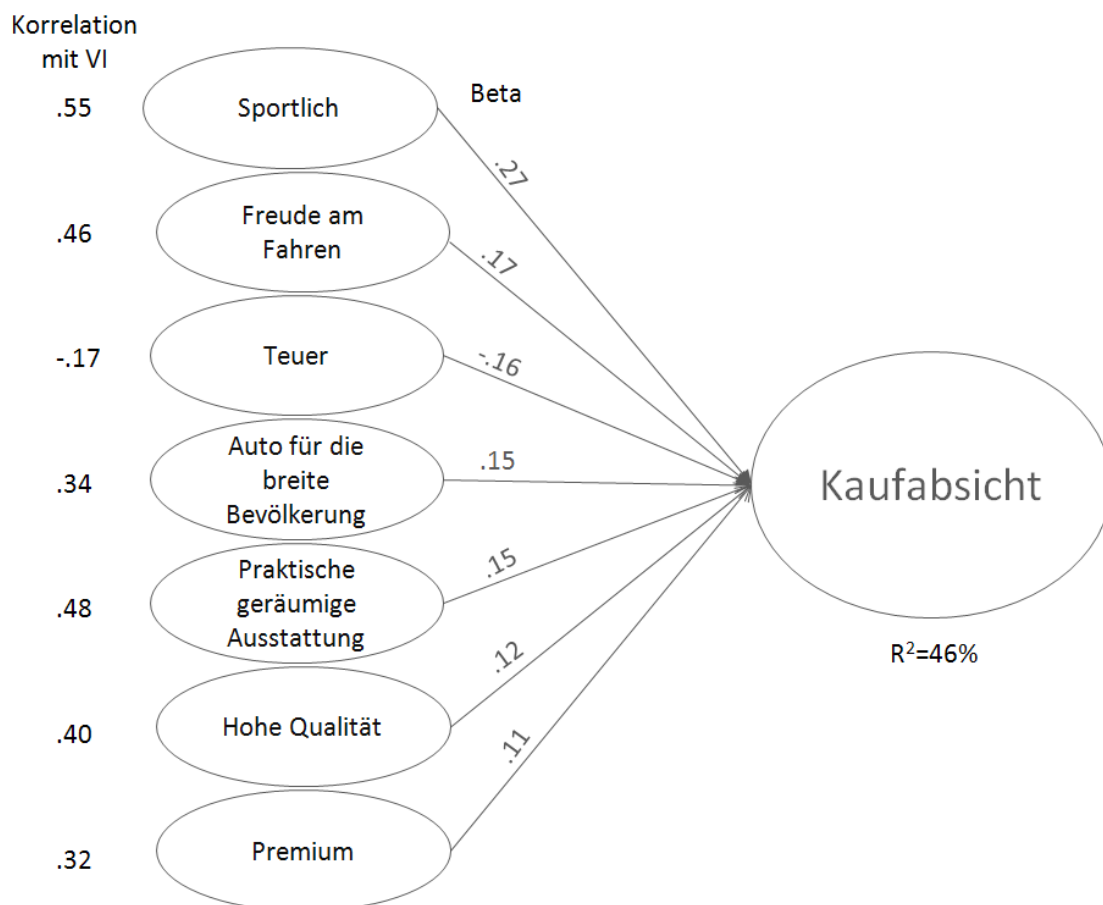 Korrelation
mit VI
Beta
.55
Sportlich
.27
.46
Freude am
Fahren
.17
-.17
Teuer
-.16
.34
Auto für die
breite
Bevölkerung
.15
.48
Praktische
geräumige
Ausstattung
.15
.40
Hohe Qualität
.12
.32
Premium
.11
Kaufabsicht
R²=46%